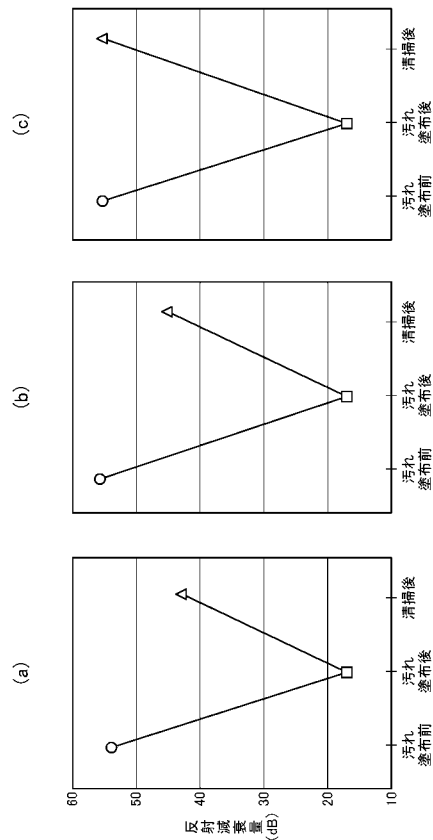 (a)
(b)
(c)
反射減衰量
(dB)
60
50
40
30
20
10
汚れ
塗布前
汚れ
塗布後
清掃後
汚れ
塗布前
汚れ
塗布後
清掃後
汚れ
塗布前
汚れ
塗布後
清掃後